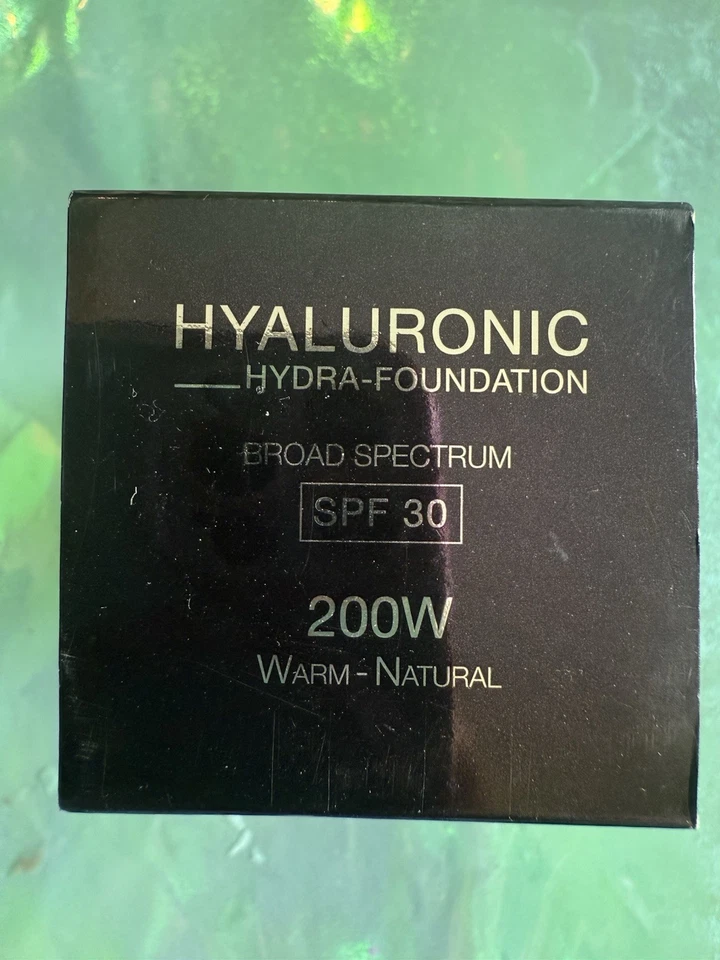 HYALURONIC
HYDRA-FOUNDATION
BROAD SPECTRUM
SPF 30
200W
WARM-NATURAL